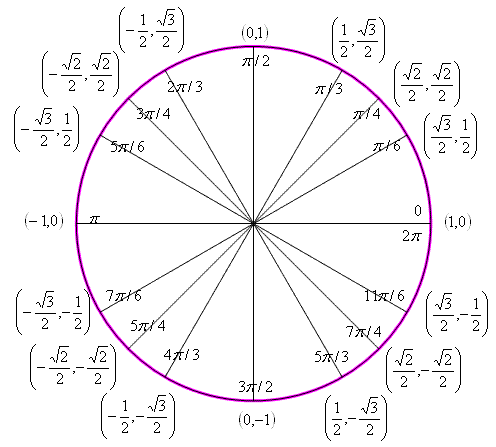 (-1/2, √3/2)
(0,1)
(1/2, √3/2)
(-√2/2, √2/2)
π/2
(√2/2, √2/2)
2π/3
π/3
3π/4
π/4
(-√3/2, 1/2)
(√3/2, 1/2)
5π/6
π/6
(-1,0)
π
0
(1,0)
2π
7π/6
11π/6
(-√3/2, -1/2)
(√3/2, -1/2)
5π/4
7π/4
(-√2/2, -√2/2)
4π/3
5π/3
(√2/2, -√2/2)
3π/2
(-1/2, -√3/2)
(0,-1)
(1/2, -√3/2)